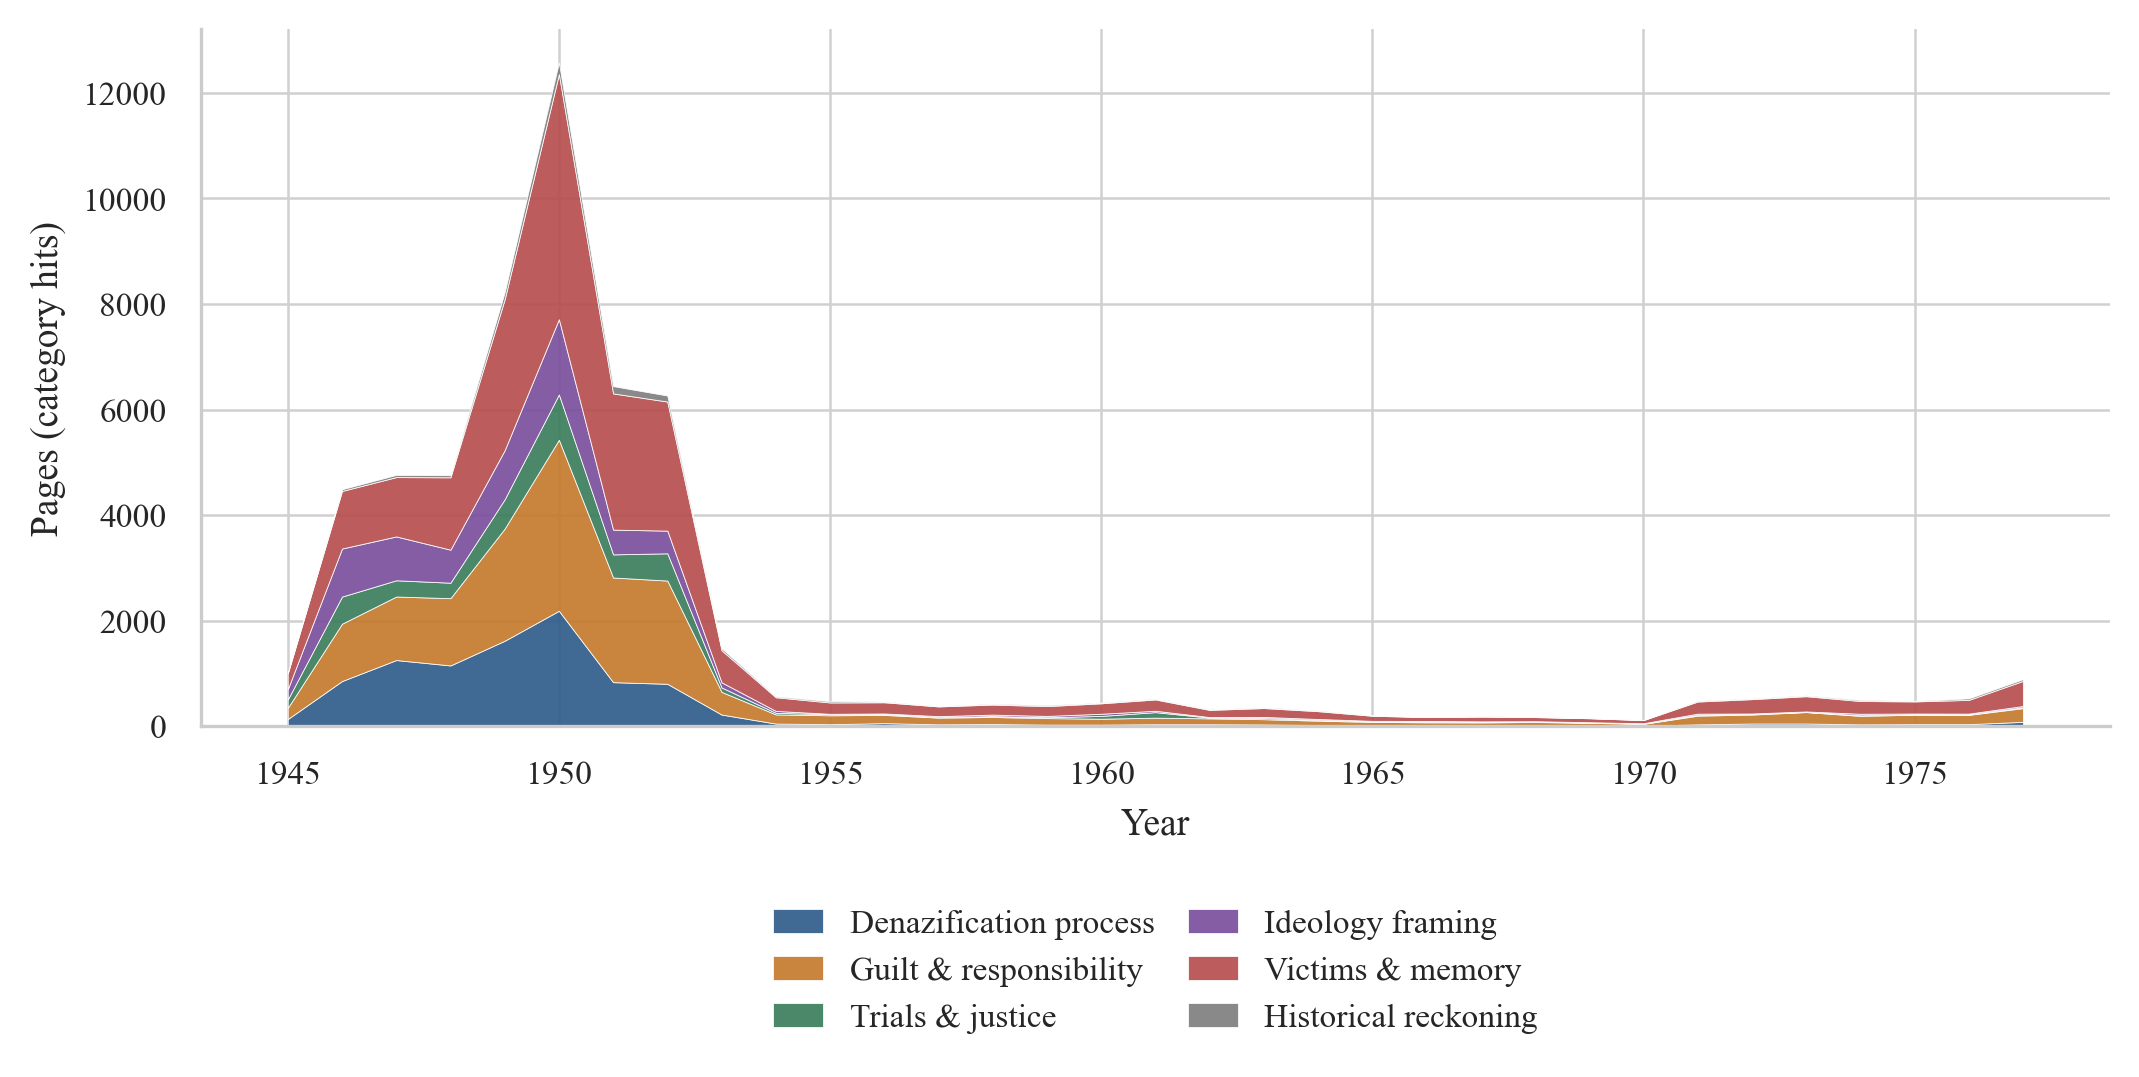 12000
10000
8000
6000
4000
2000
0
Pages (category hits)
1945 1950 1955 1960 1965 1970 1975
Year
Denazification process
Guilt & responsibility
Trials & justice
Ideology framing
Victims & memory
Historical reckoning